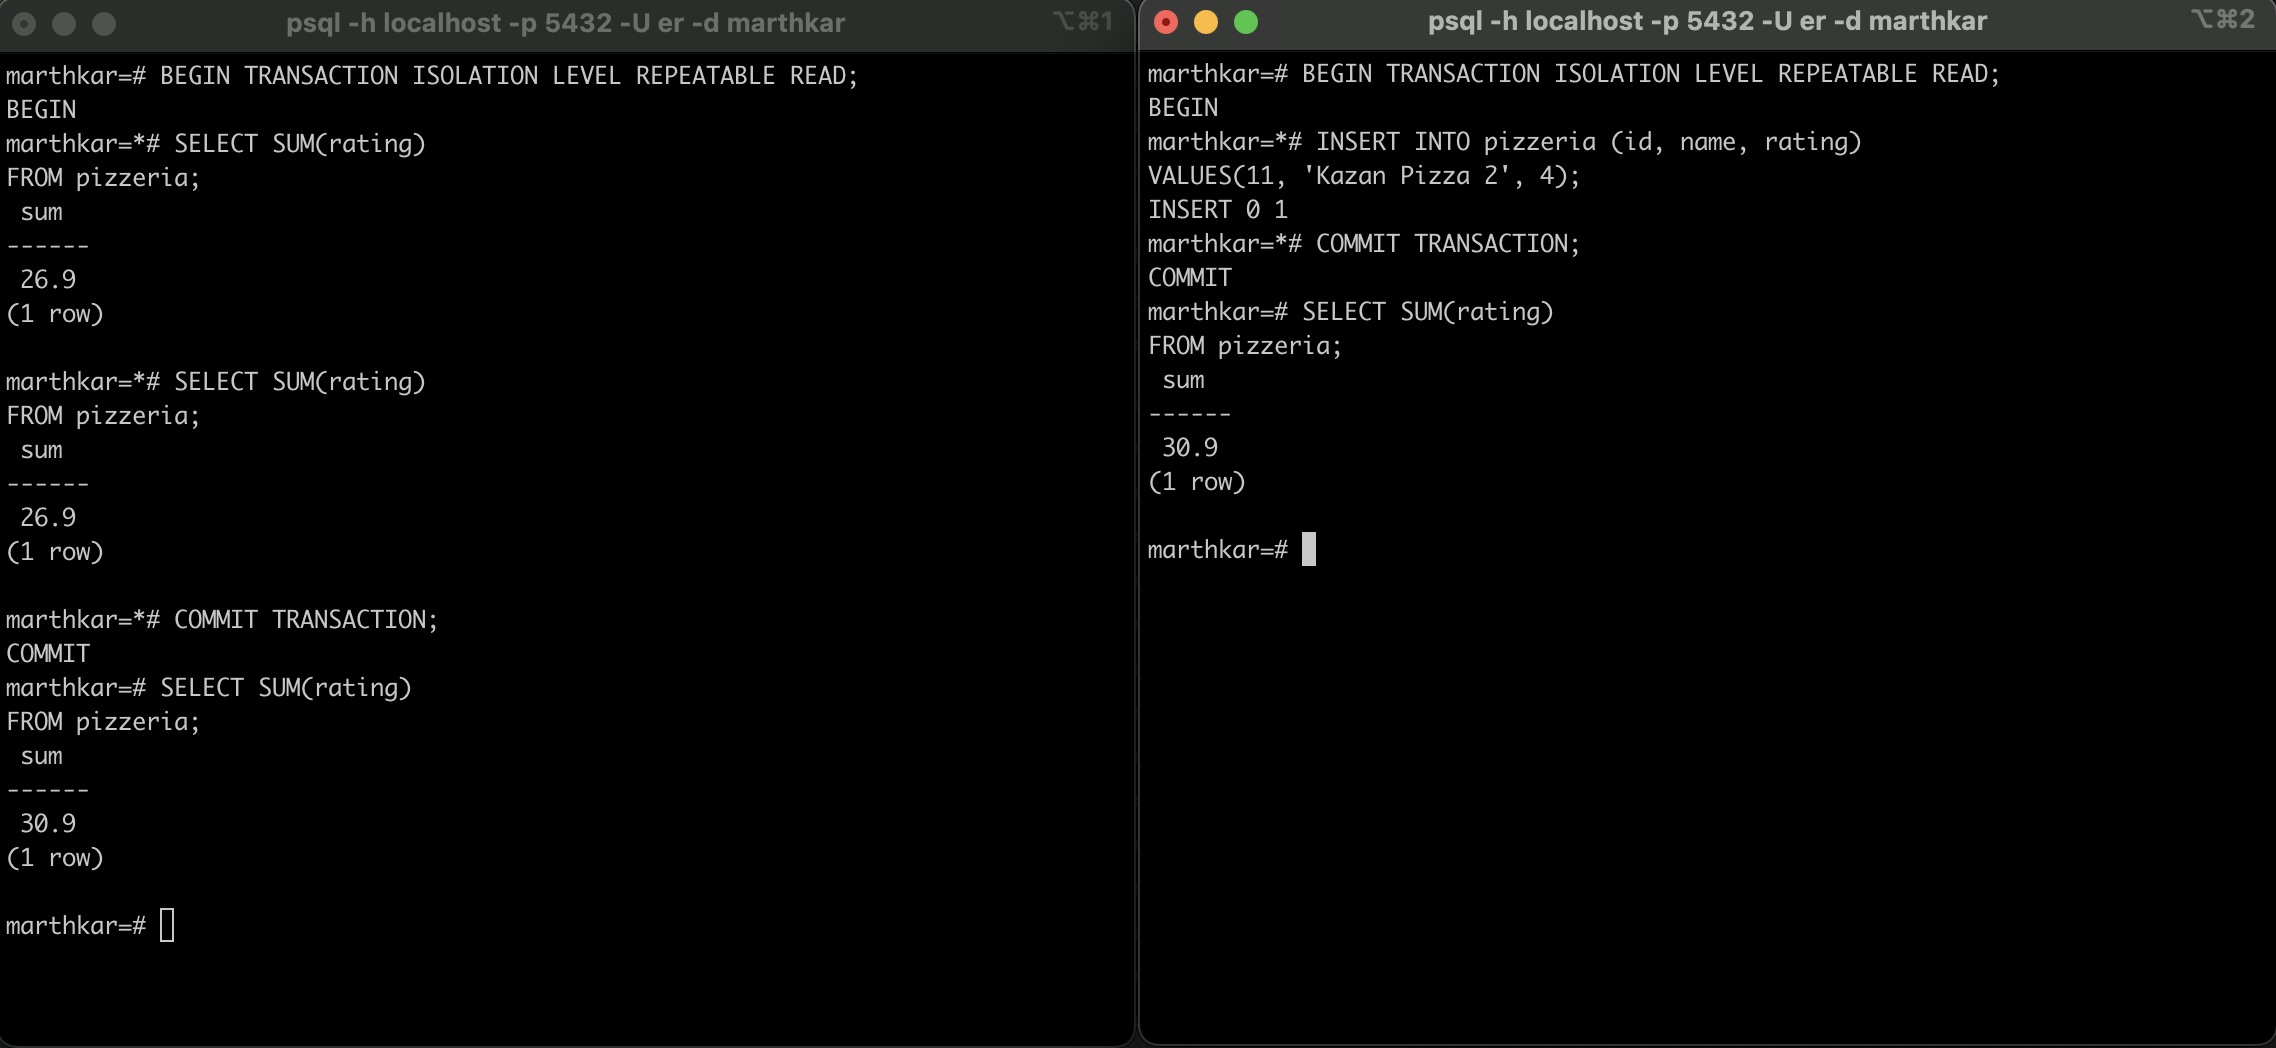 psql -h localhost -p 5432 -U er -d marthkar ⌥⌘1
marthkar=# BEGIN TRANSACTION ISOLATION LEVEL REPEATABLE READ;
BEGIN
marthkar=*# SELECT SUM(rating)
FROM pizzeria;
 sum
------
 26.9
(1 row)

marthkar=*# SELECT SUM(rating)
FROM pizzeria;
 sum
------
 26.9
(1 row)

marthkar=*# COMMIT TRANSACTION;
COMMIT
marthkar=# SELECT SUM(rating)
FROM pizzeria;
 sum
------
 30.9
(1 row)

marthkar=#
psql -h localhost -p 5432 -U er -d marthkar ⌥⌘2
marthkar=# BEGIN TRANSACTION ISOLATION LEVEL REPEATABLE READ;
BEGIN
marthkar=*# INSERT INTO pizzeria (id, name, rating)
VALUES(11, 'Kazan Pizza 2', 4);
INSERT 0 1
marthkar=*# COMMIT TRANSACTION;
COMMIT
marthkar=# SELECT SUM(rating)
FROM pizzeria;
 sum
------
 30.9
(1 row)

marthkar=#